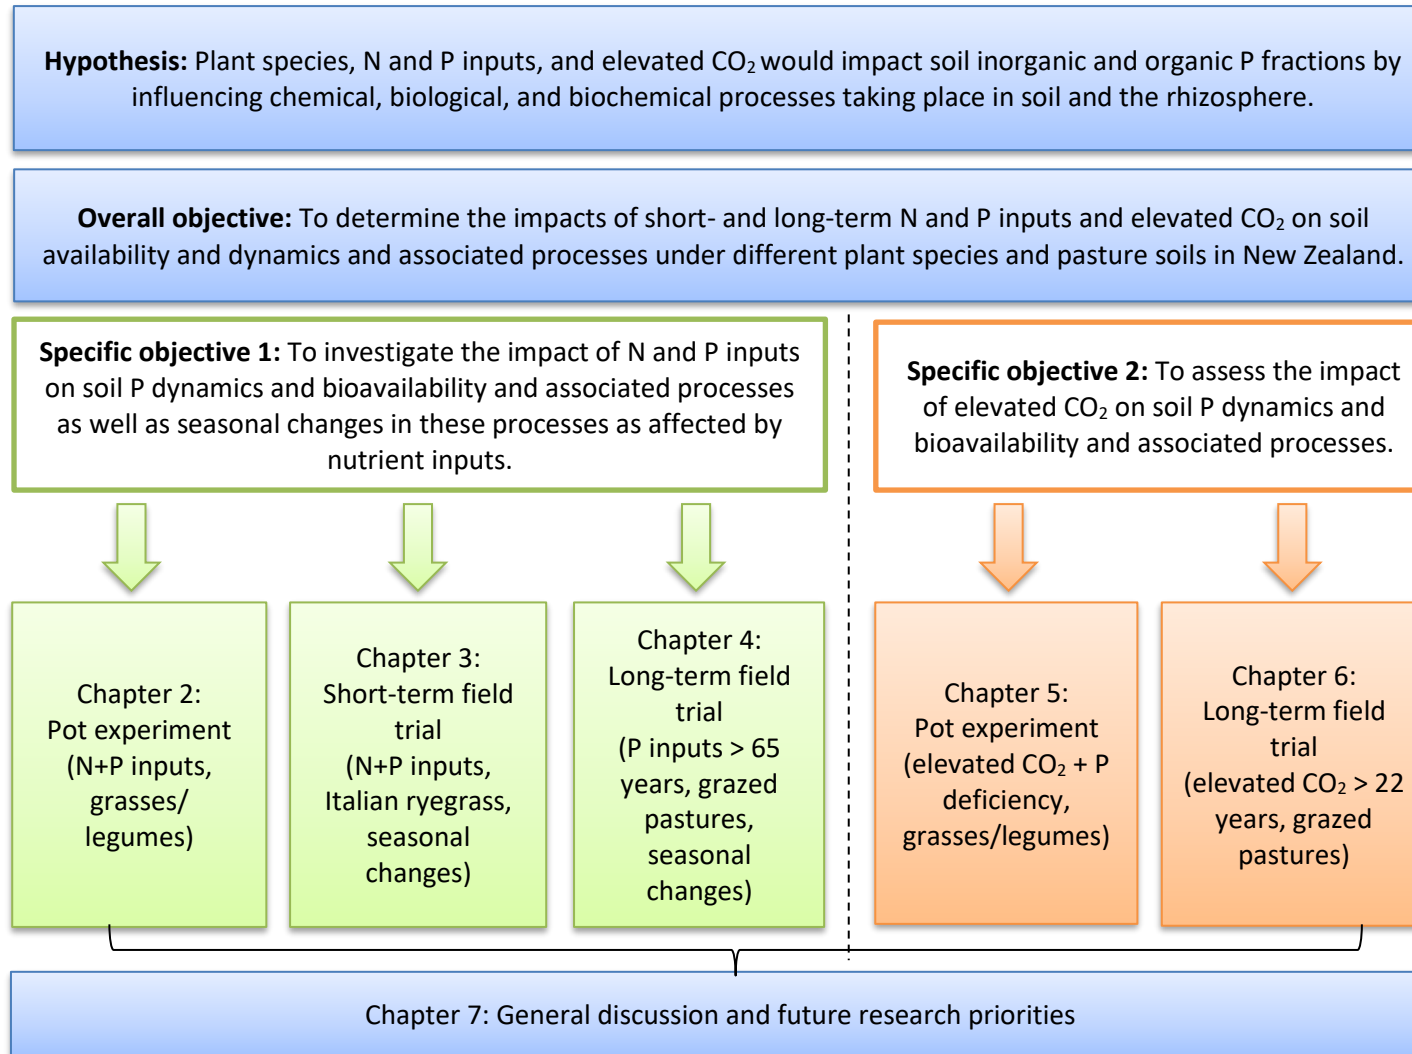 Hypothesis: Plant species, N and P inputs, and elevated CO₂ would impact soil inorganic and organic P fractions by
influencing chemical, biological, and biochemical processes taking place in soil and the rhizosphere.
Overall objective: To determine the impacts of short- and long-term N and P inputs and elevated CO₂ on soil
availability and dynamics and associated processes under different plant species and pasture soils in New Zealand.
Specific objective 1: To investigate the impact of N and P inputs
on soil P dynamics and bioavailability and associated processes
as well as seasonal changes in these processes as affected by
nutrient inputs.
Specific objective 2: To assess the impact
of elevated CO₂ on soil P dynamics and
bioavailability and associated processes.
Chapter 2:
Pot experiment
(N+P inputs,
grasses/
legumes)
Chapter 3:
Short-term field
trial
(N+P inputs,
Italian ryegrass,
seasonal
changes)
Chapter 4:
Long-term field
trial
(P inputs > 65
years, grazed
pastures,
seasonal
changes)
Chapter 5:
Pot experiment
(elevated CO₂ + P
deficiency,
grasses/legumes)
Chapter 6:
Long-term field
trial
(elevated CO₂ > 22
years, grazed
pastures)
Chapter 7: General discussion and future research priorities